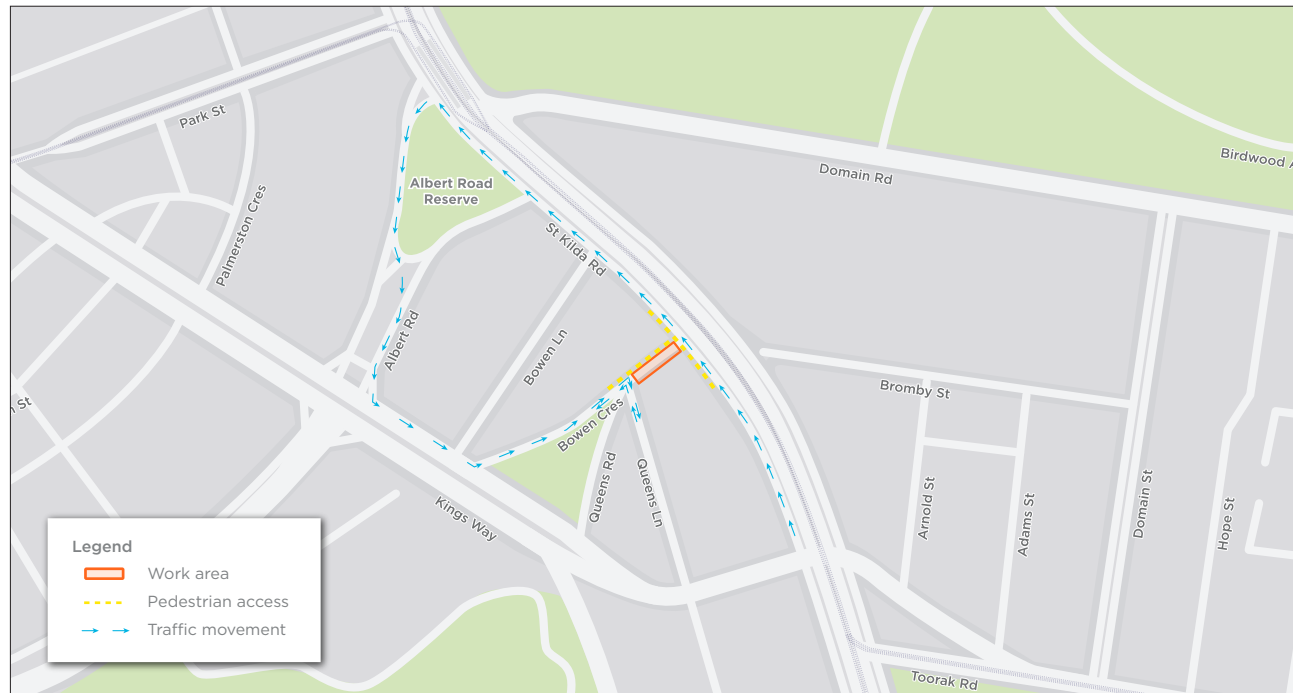 Park St
Palmerston Cres
Albert Road
Reserve
St Kilda Rd
Domain Rd
Birdwood A
Albert Rd
Bowen Ln
Bowen Cres
Bromby St
n St
Queens Rd
Queens Ln
Kings Way
Arnold St
Adams St
Domain St
Hope St
Toorak Rd
Legend
Work area
Pedestrian access
Traffic movement